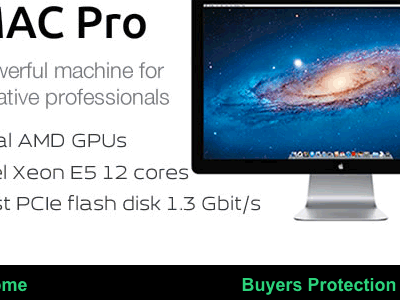 MAC Pro
werful machine for
ative professionals
al AMD GPUs
el Xeon E5 12 cores
st PCIe flash disk 1.3 Gbit/s
ome
Buyers Protection